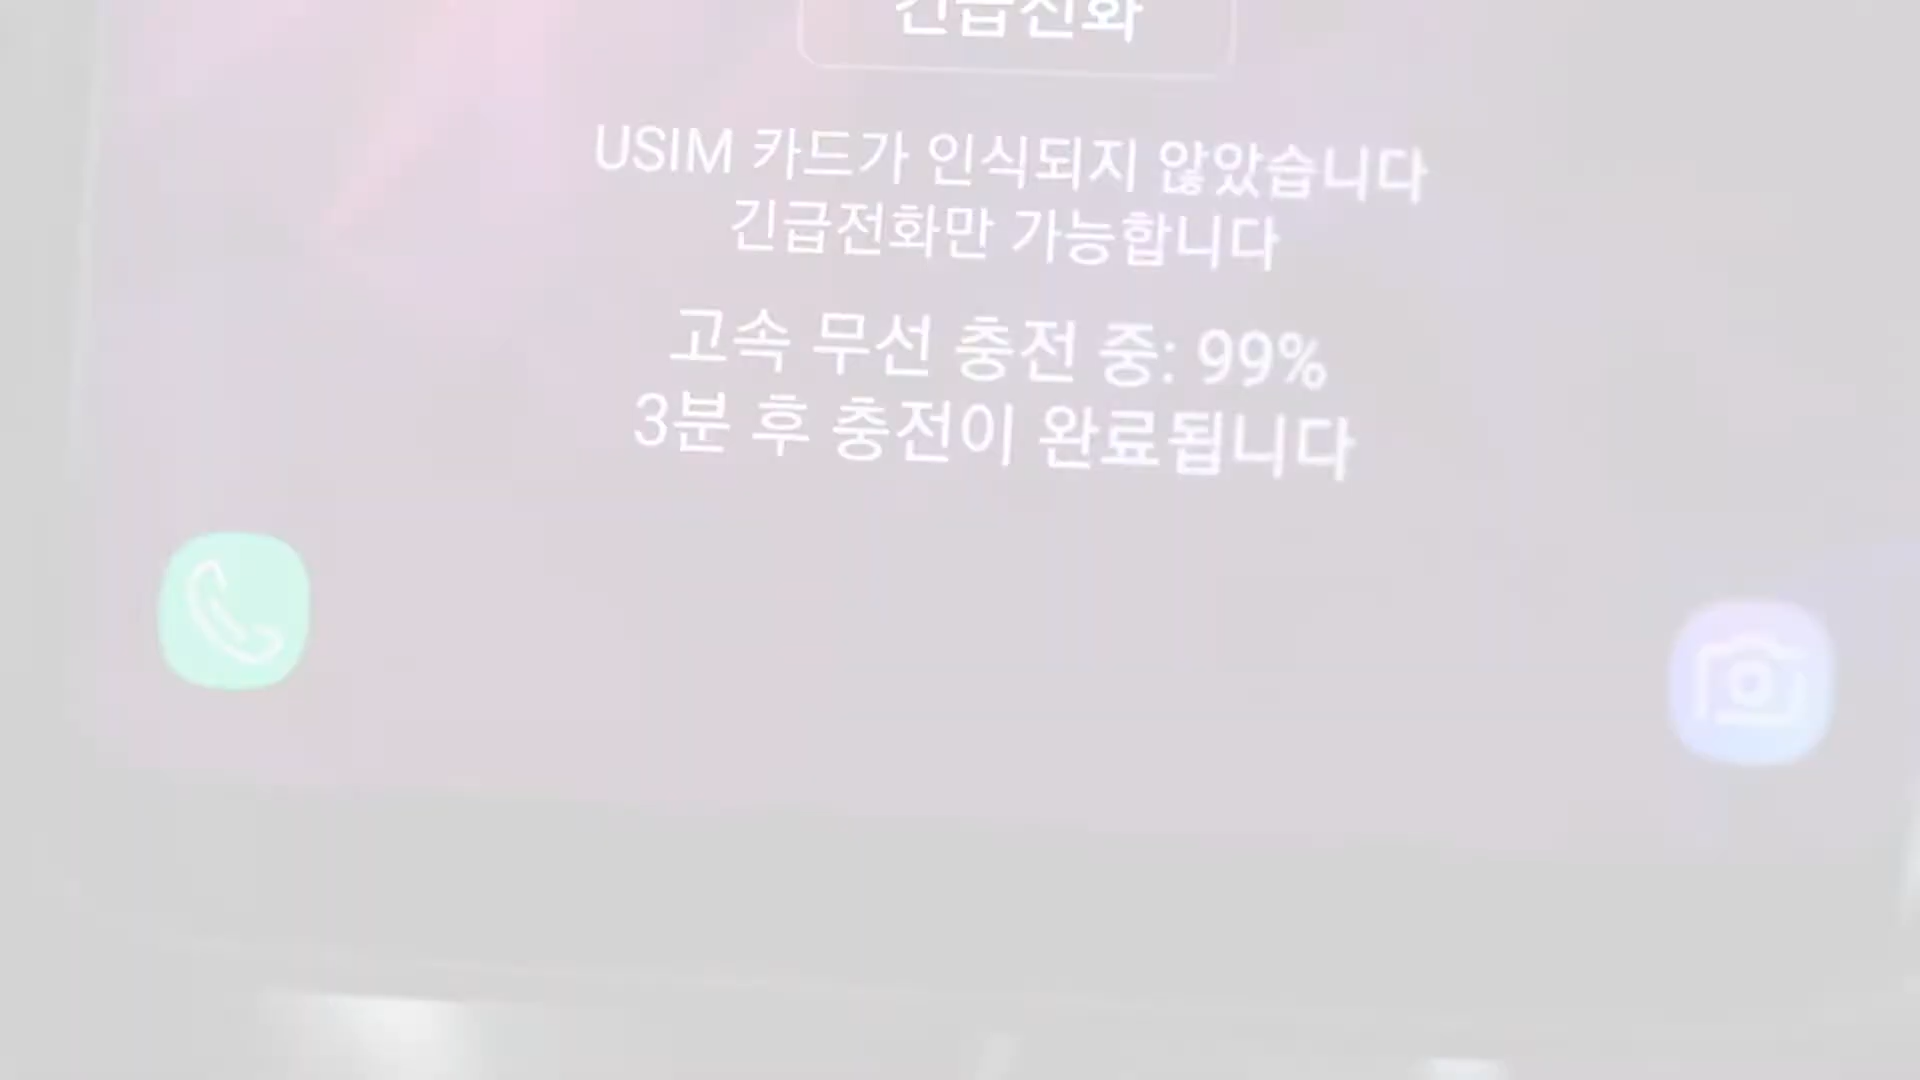 긴급전화
USIM 카드가 인식되지 않았습니다
긴급전화만 가능합니다
고속 무선 충전 중: 99%
3분 후 충전이 완료됩니다